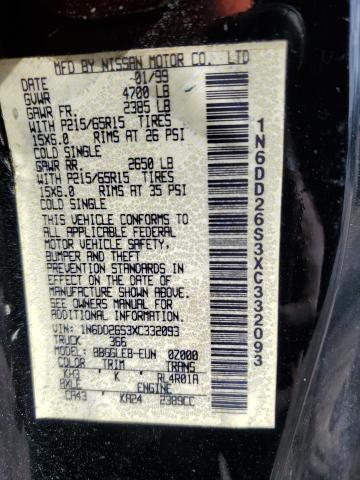 MFD BY NISSAN MOTOR CO., LTD
DATE 01/99
GVWR 4700 LB
GAWR FR. 2385 LB
WITH P215/65R15 TIRES
15X6.0 RIMS AT 26 PSI
COLD SINGLE
GAWR RR 2650 LB
WITH P215/65R15 TIRES
15X6.0 RIMS AT 35 PSI
COLD SINGLE
THIS VEHICLE CONFORMS TO
ALL APPLICABLE FEDERAL
MOTOR VEHICLE SAFETY,
BUMPER AND THEFT
PREVENTION STANDARDS IN
EFFECT ON THE DATE OF
MANUFACTURE SHOWN ABOVE.
SEE OWNER'S MANUAL FOR
ADDITIONAL INFORMATION
1N6DD26S3XC332093
TRUCK 366
MODEL BBGGLEB-EUN 0Z000
COLOR TRIM TRANS
KH3 K RL4R01A
AXLE ENGINE
CA43 KA24 2389CC
1N6DD26S3XC332093